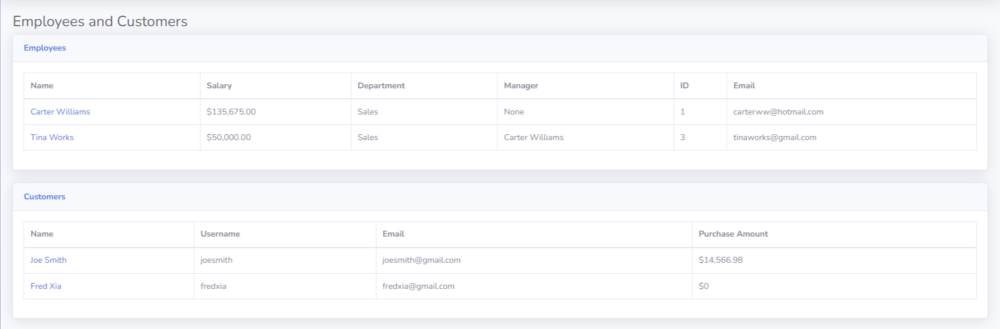 Employees and Customers
Employees
Name Salary Department Manager ID Email
Carter Williams $135,675.00 Sales None 1 carterww@hotmail.com
Tina Works $50,000.00 Sales Carter Williams 3 tinaworks@gmail.com
Customers
Name Username Email Purchase Amount
Joe Smith joesmith joesmith@gmail.com $14,566.98
Fred Xia fredxia fredxia@gmail.com $0